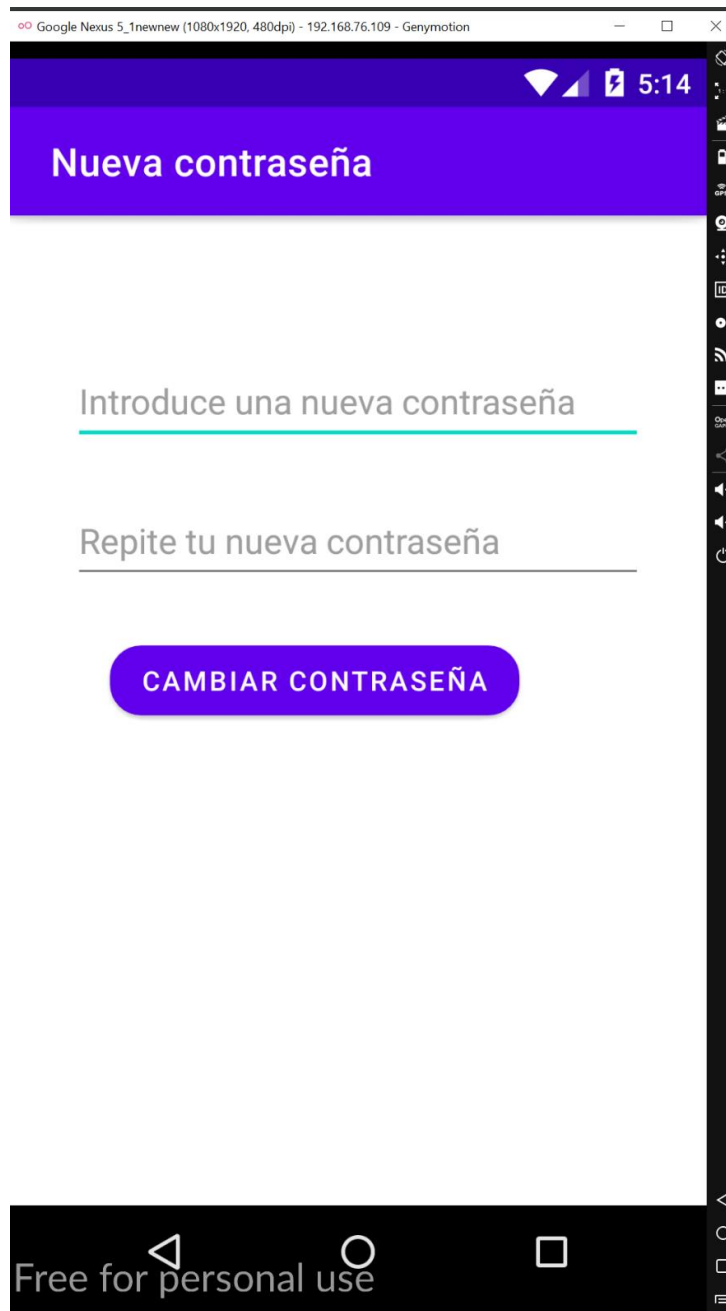 Google Nexus 5_1newnew (1080x1920, 480dpi) - 192.168.76.109 - Genymotion
5:14
Nueva contraseña
GPS
Introduce una nueva contraseña
Repite tu nueva contraseña
CAMBIAR CONTRASEÑA
Free for personal use